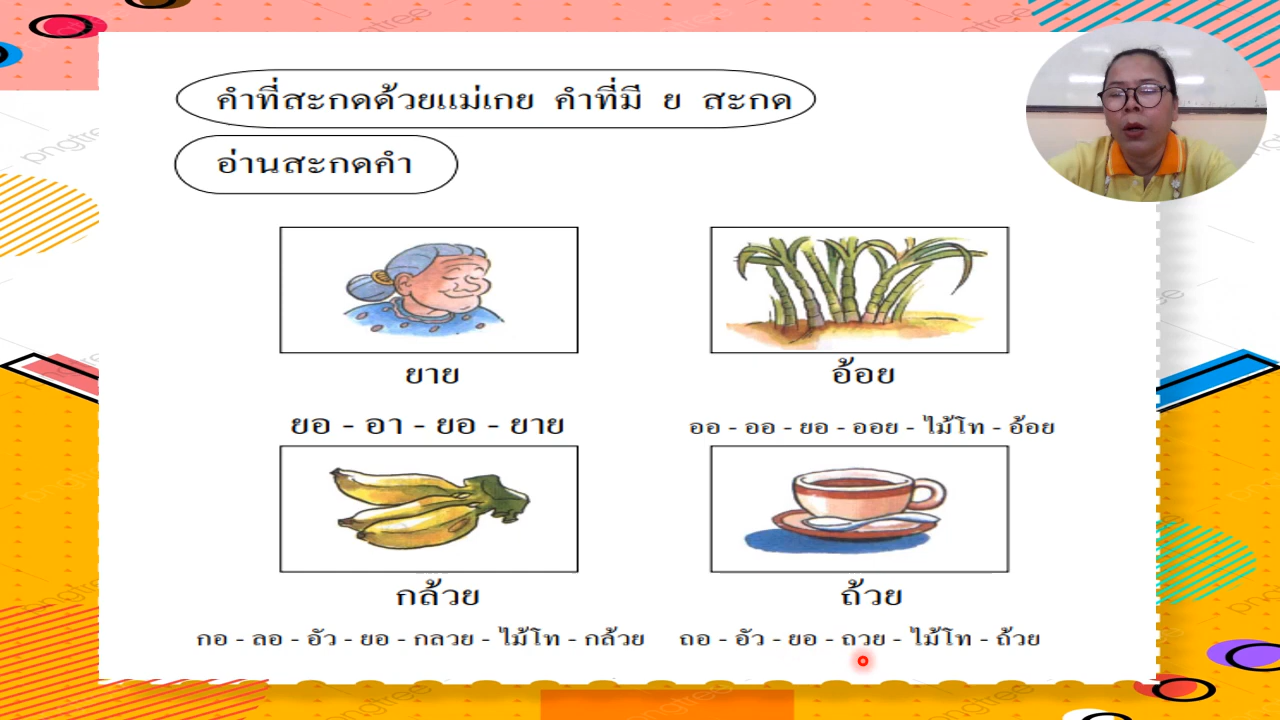 คำที่สะกดด้วยแม่เกย คำที่มี ย สะกด
อ่านสะกดคำ
ยาย
อ้อย
ยอ - อา - ยอ - ยาย
ออ - ออ - ยอ - ออย - ไม้โท - อ้อย
กล้วย
ถ้วย
กอ - ลอ - อัว - ยอ - กลวย - ไม้โท - กล้วย
ถอ - อัว - ยอ - ถวย - ไม้โท - ถ้วย